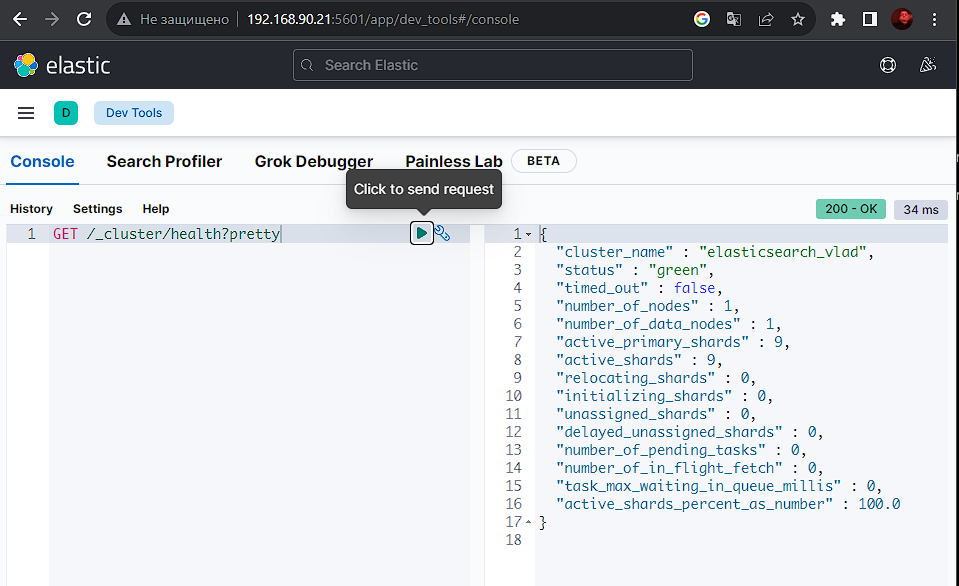 Не защищено 192.168.90.21:5601/app/dev_tools#/console
elastic Search Elastic
D Dev Tools
Console Search Profiler Grok Debugger Painless Lab BETA
Click to send request
History Settings Help 200 - OK 34 ms
1 GET /_cluster/health?pretty
1 {
2 "cluster_name" : "elasticsearch_vlad",
3 "status" : "green",
4 "timed_out" : false,
5 "number_of_nodes" : 1,
6 "number_of_data_nodes" : 1,
7 "active_primary_shards" : 9,
8 "active_shards" : 9,
9 "relocating_shards" : 0,
10 "initializing_shards" : 0,
11 "unassigned_shards" : 0,
12 "delayed_unassigned_shards" : 0,
13 "number_of_pending_tasks" : 0,
14 "number_of_in_flight_fetch" : 0,
15 "task_max_waiting_in_queue_millis" : 0,
16 "active_shards_percent_as_number" : 100.0
17 }
18